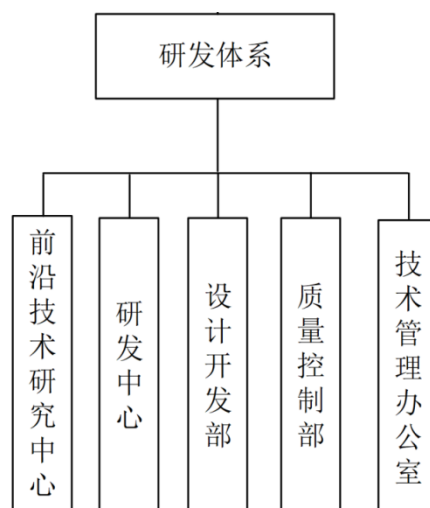 研发体系
前沿技术研究中心
研发中心
设计开发部
质量控制部
技术管理办公室